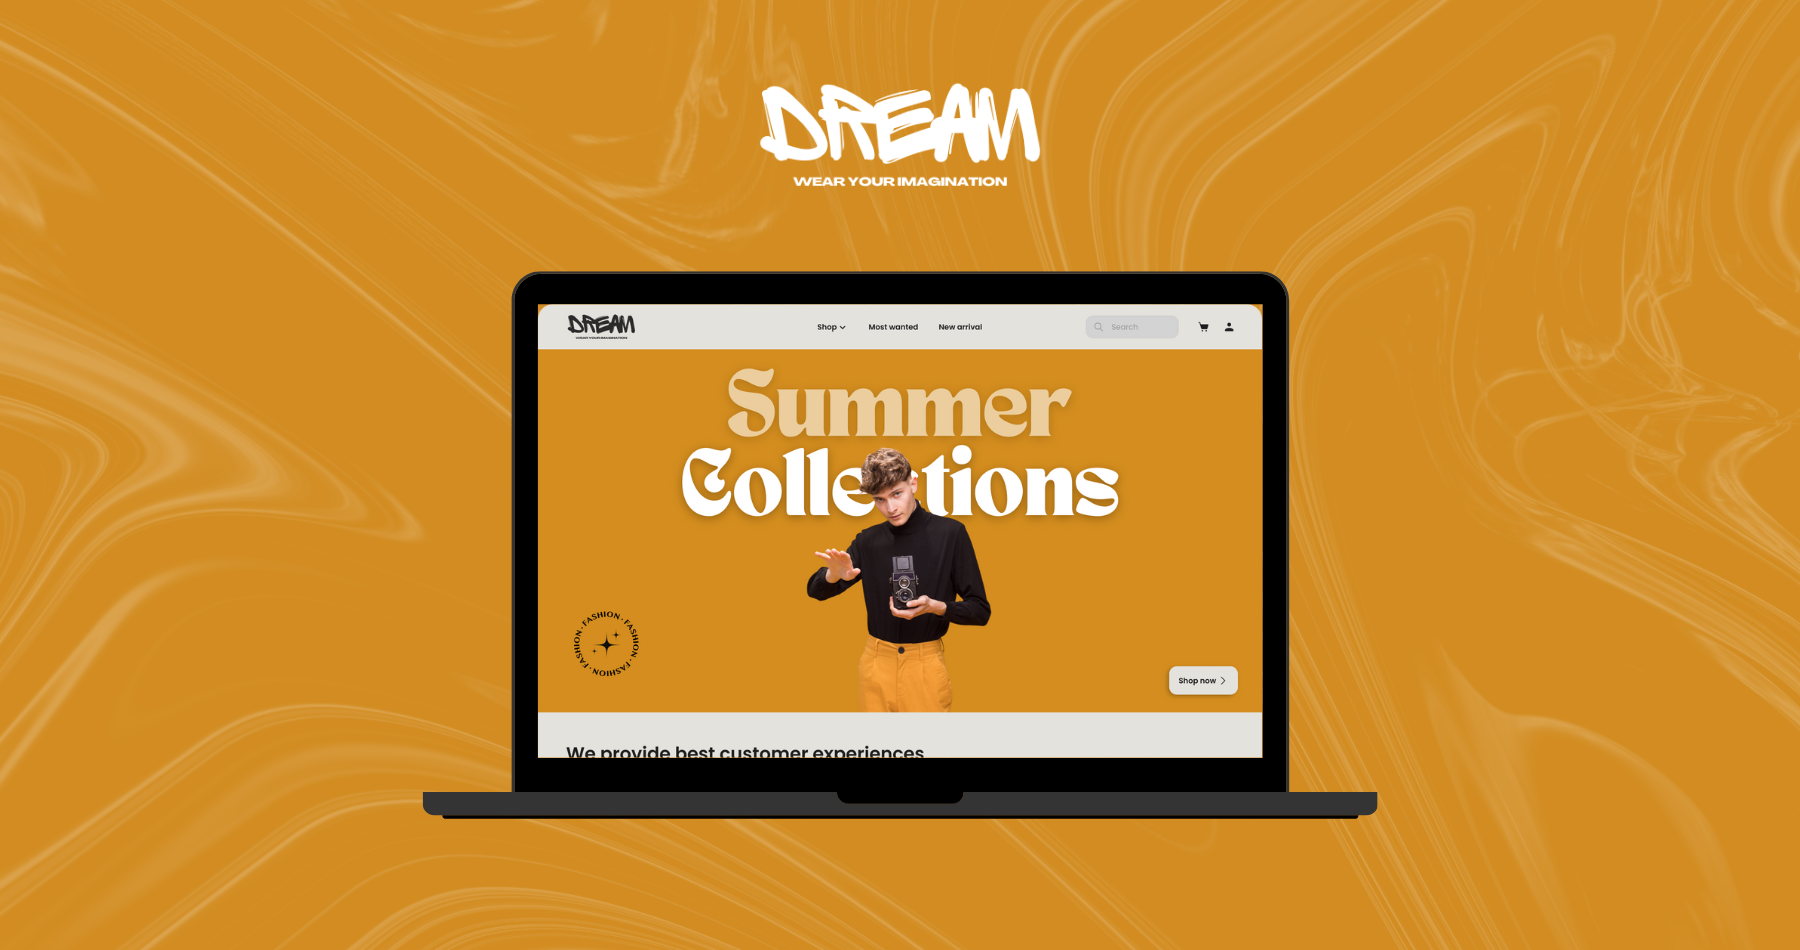 DREAM
WEAR YOUR IMAGINATION
DREAM
Shop
Most wanted
New arrival
Search
Summer
Collections
FASHION · FASHION · FASHION · FASHION ·
Shop now
We provide best customer experiences